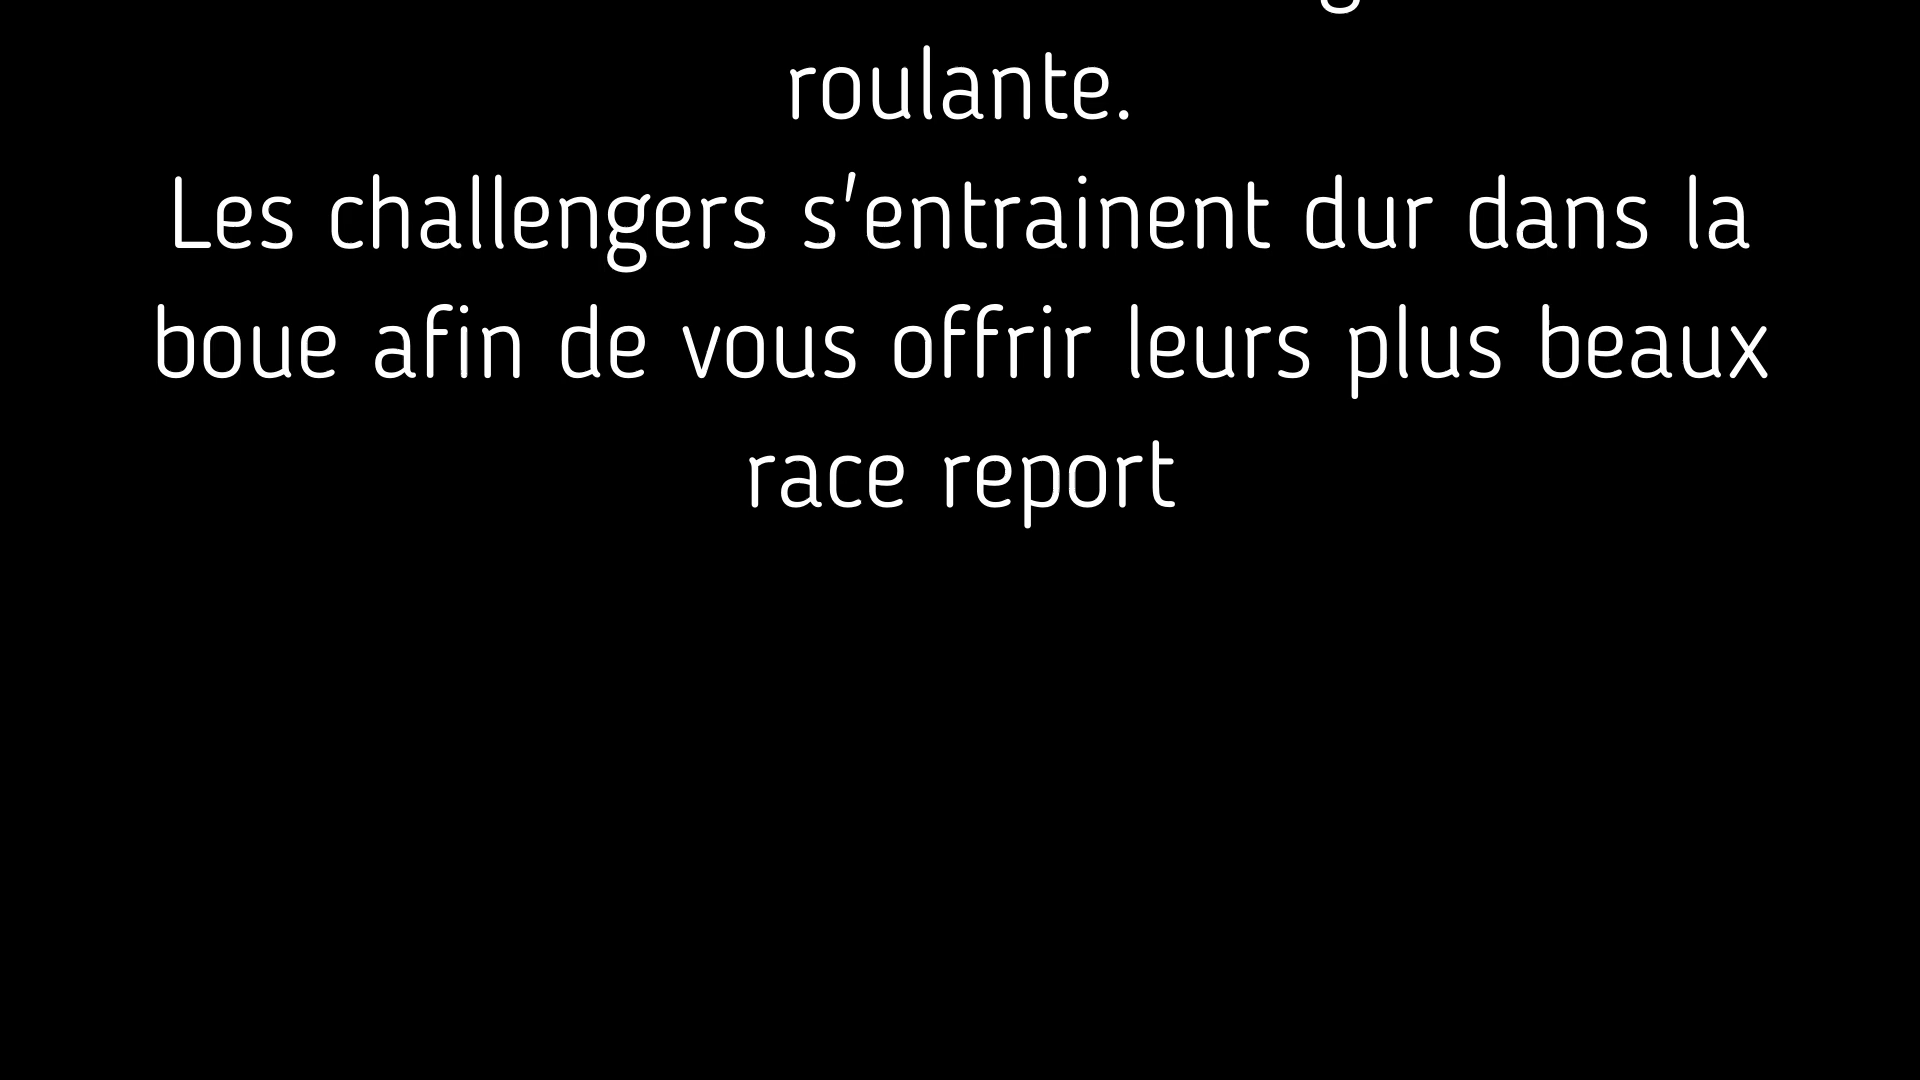 roulante.
Les challengers s'entrainent dur dans la
boue afin de vous offrir leurs plus beaux
race report